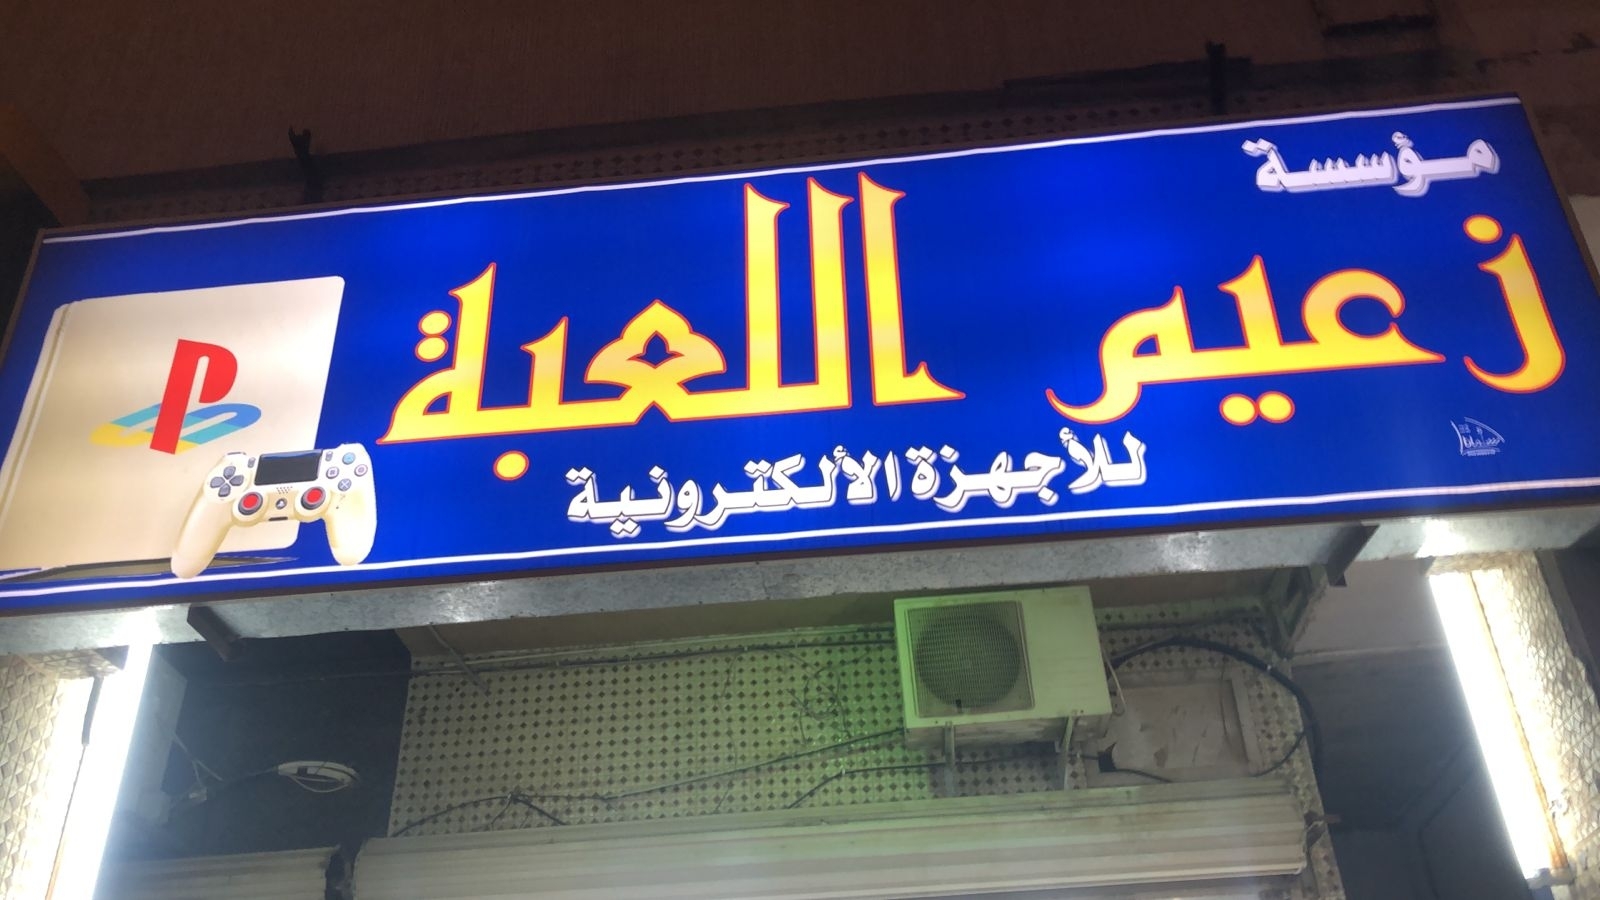 مؤسسة
زعيم اللعبة
للأجهزة الألكترونية